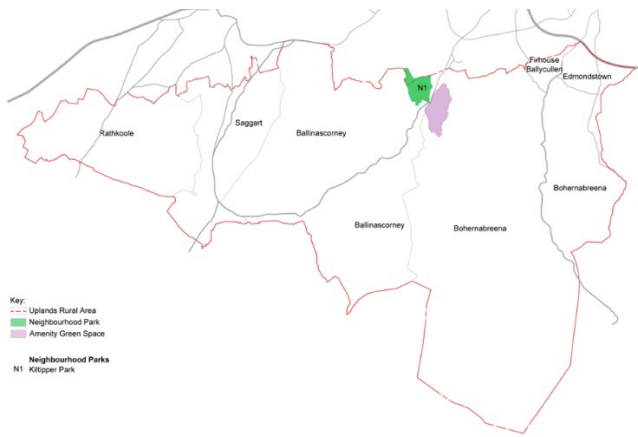 Firhouse
Ballycullen
Edmondstown
N1
Rathkoole
Saggart
Ballinascorney
Bohernabreena
Ballinascorney
Bohernabreena
Key:
Uplands Rural Area
Neighbourhood Park
Amenity Green Space
Neighbourhood Parks
N1 Kiltipper Park